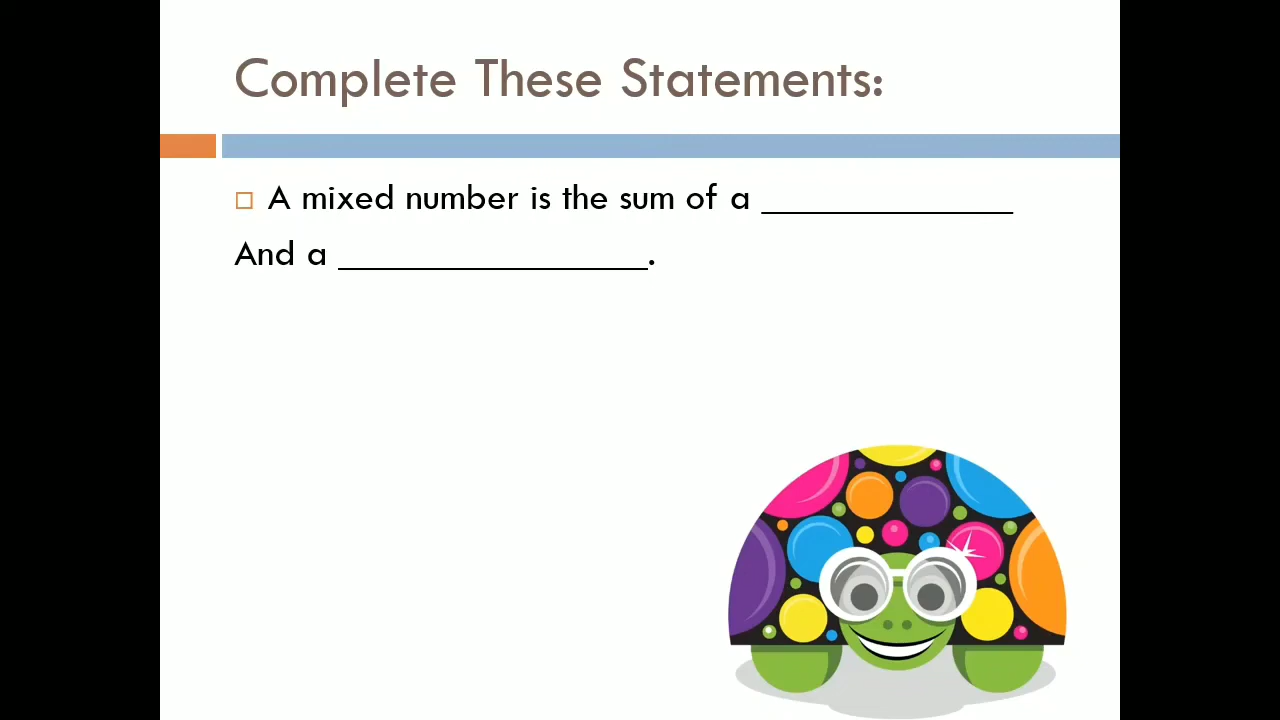 Complete These Statements:
A mixed number is the sum of a ______________
And a _________________.